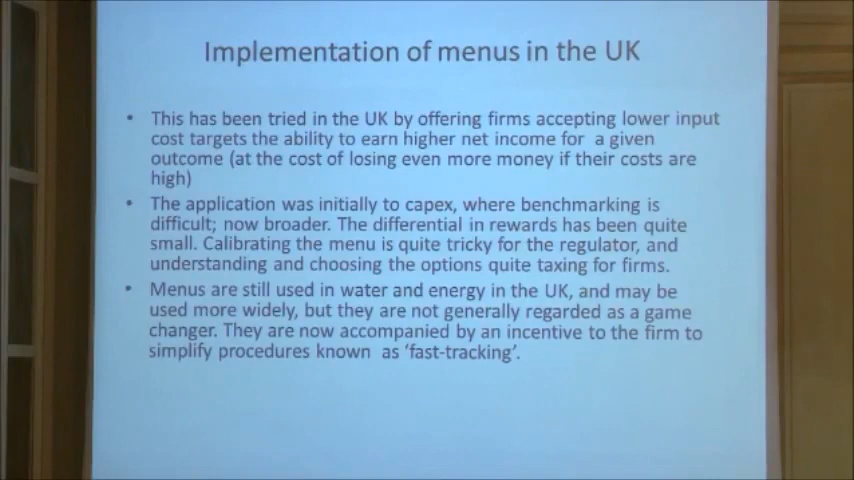 Implementation of menus in the UK
• This has been tried in the UK by offering firms accepting lower input
cost targets the ability to earn higher net income for a given
outcome (at the cost of losing even more money if their costs are
high)
• The application was initially to capex, where benchmarking is
difficult; now broader. The differential in rewards has been quite
small. Calibrating the menu is quite tricky for the regulator, and
understanding and choosing the options quite taxing for firms.
• Menus are still used in water and energy in the UK, and may be
used more widely, but they are not generally regarded as a game
changer. They are now accompanied by an incentive to the firm to
simplify procedures known as ‘fast-tracking’.